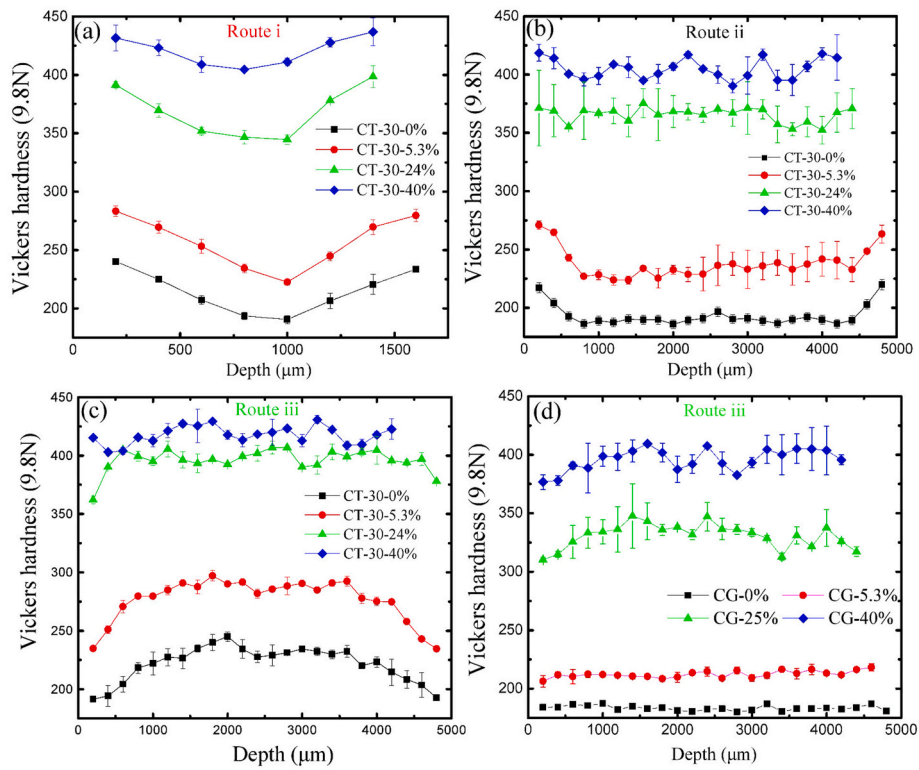 (a)
Route i
Vickers hardness (9.8N)
450
400
350
300
250
200
CT-30-0%
CT-30-5.3%
CT-30-24%
CT-30-40%
0
500
1000
1500
Depth (μm)
(b)
Route ii
Vickers hardness (9.8N)
450
400
350
300
250
200
CT-30-0%
CT-30-5.3%
CT-30-24%
CT-30-40%
0
1000
2000
3000
4000
5000
Depth (μm)
(c)
Route iii
Vickers hardness (9.8N)
450
400
350
300
250
200
CT-30-0%
CT-30-5.3%
CT-30-24%
CT-30-40%
0
1000
2000
3000
4000
5000
Depth (μm)
(d)
Route iii
Vickers hardness (9.8N)
450
400
350
300
250
200
CG-0% CG-5.3%
CG-25% CG-40%
0
1000
2000
3000
4000
5000
Depth (μm)